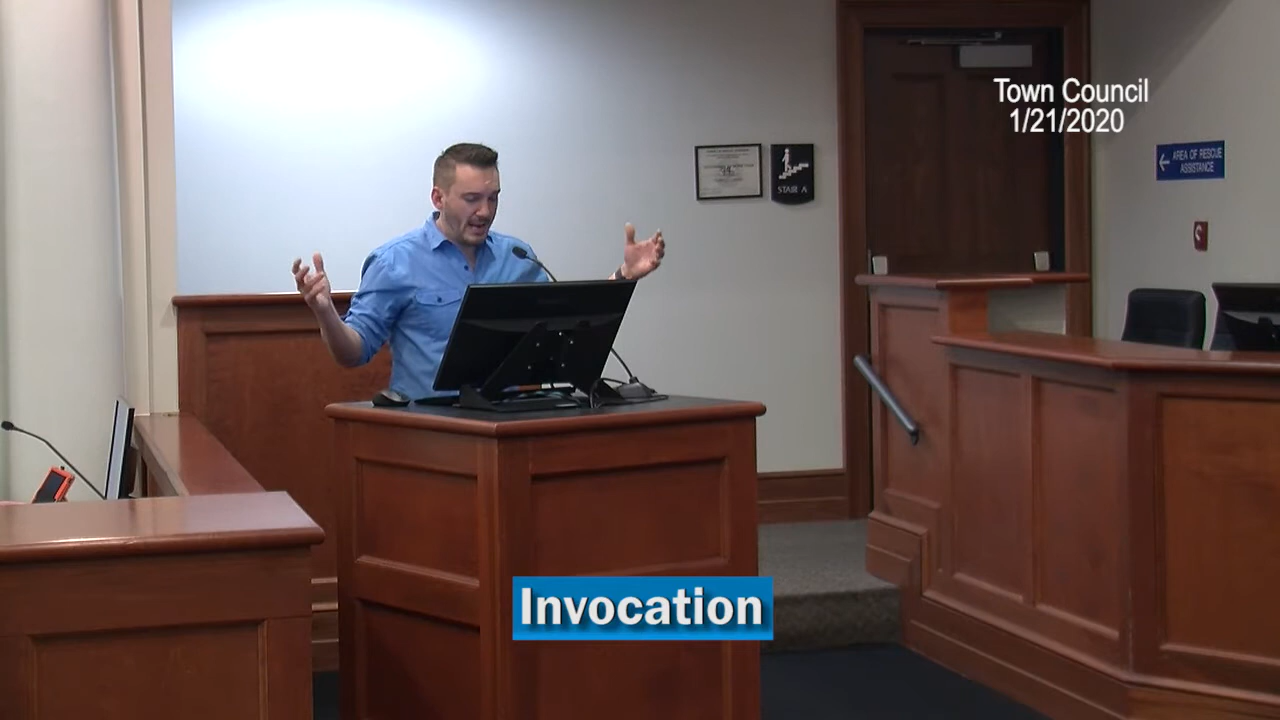 Town Council
1/21/2020
AREA OF RESCUE
ASSISTANCE
STAIR A
Invocation